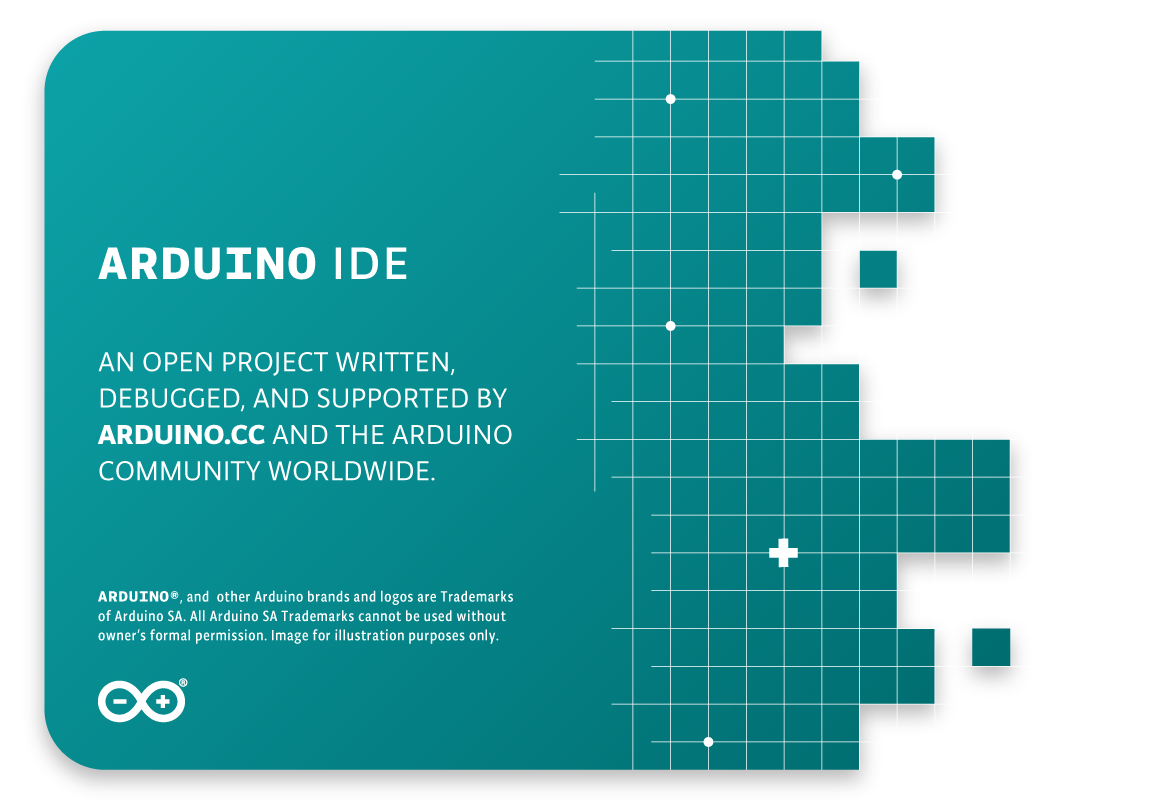 ARDUINO IDE
AN OPEN PROJECT WRITTEN,
DEBUGGED, AND SUPPORTED BY
ARDUINO.CC AND THE ARDUINO
COMMUNITY WORLDWIDE.
ARDUINO®, and other Arduino brands and logos are Trademarks
of Arduino SA. All Arduino SA Trademarks cannot be used without
owner's formal permission. Image for illustration purposes only.
®